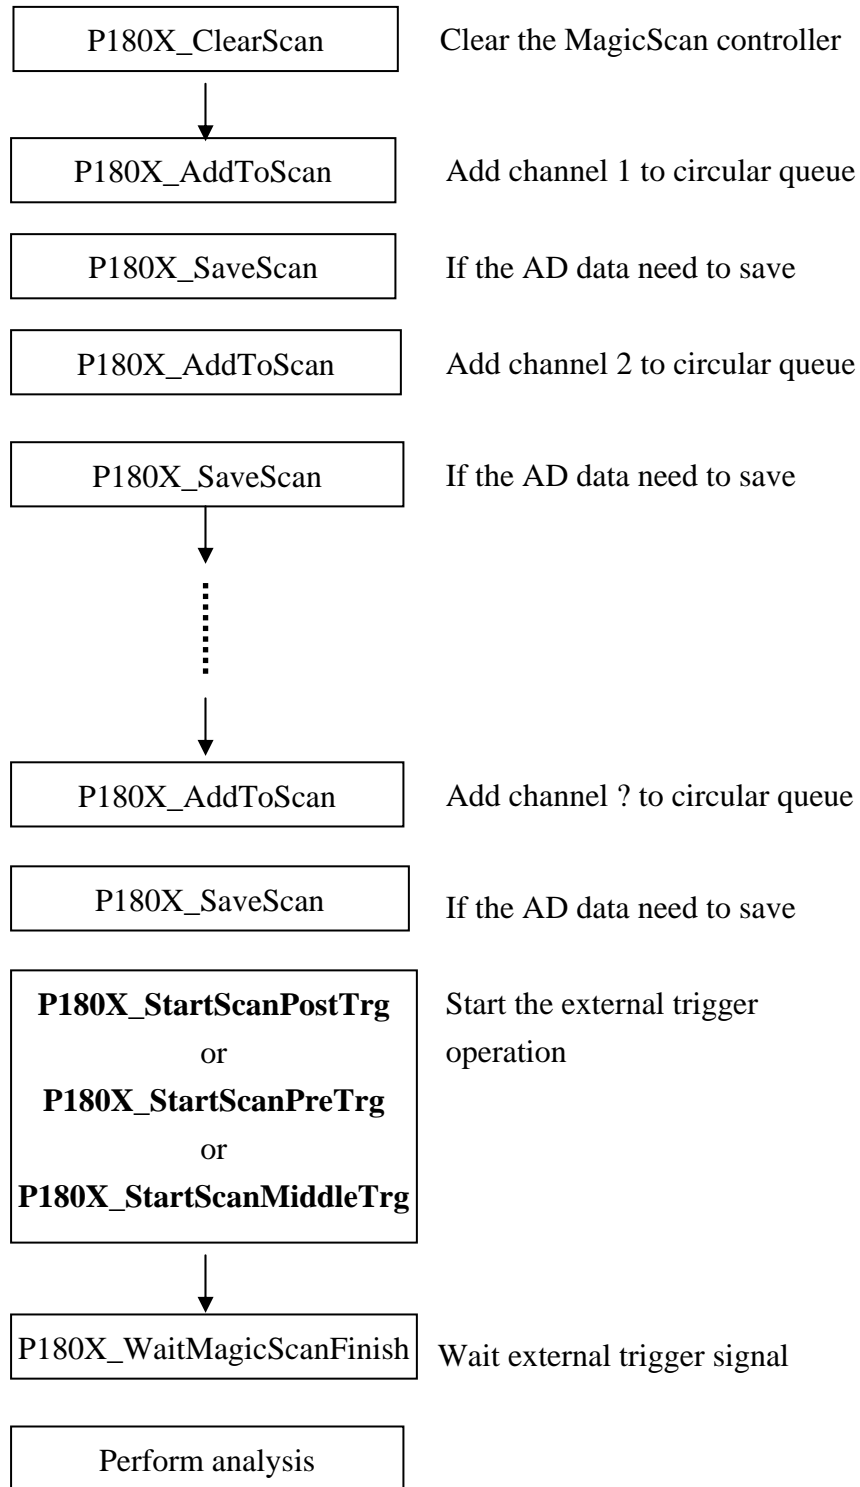 P180X_ClearScan
Clear the MagicScan controller
P180X_AddToScan
Add channel 1 to circular queue
P180X_SaveScan
If the AD data need to save
P180X_AddToScan
Add channel 2 to circular queue
P180X_SaveScan
If the AD data need to save
P180X_AddToScan
Add channel ? to circular queue
P180X_SaveScan
If the AD data need to save
P180X_StartScanPostTrg
or
P180X_StartScanPreTrg
or
P180X_StartScanMiddleTrg
Start the external trigger
operation
P180X_WaitMagicScanFinish
Wait external trigger signal
Perform analysis